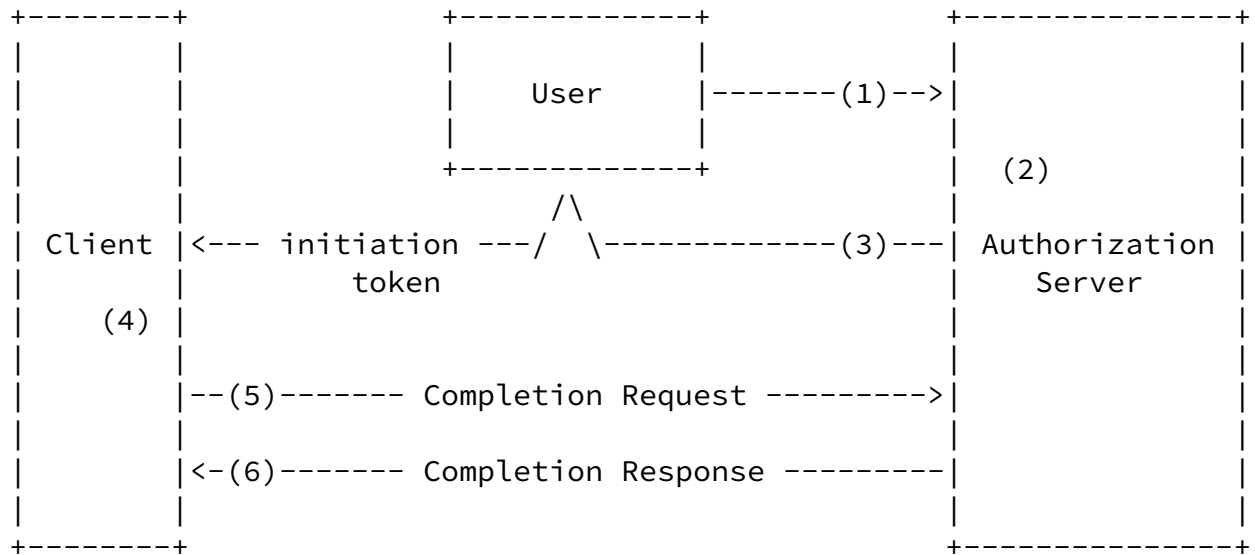 User -------(1)-->
(2)
Client <--- initiation ---/ \-------------(3)--- Authorization
token Server
(4)
--(5)------- Completion Request --------->
<-(6)------- Completion Response ---------